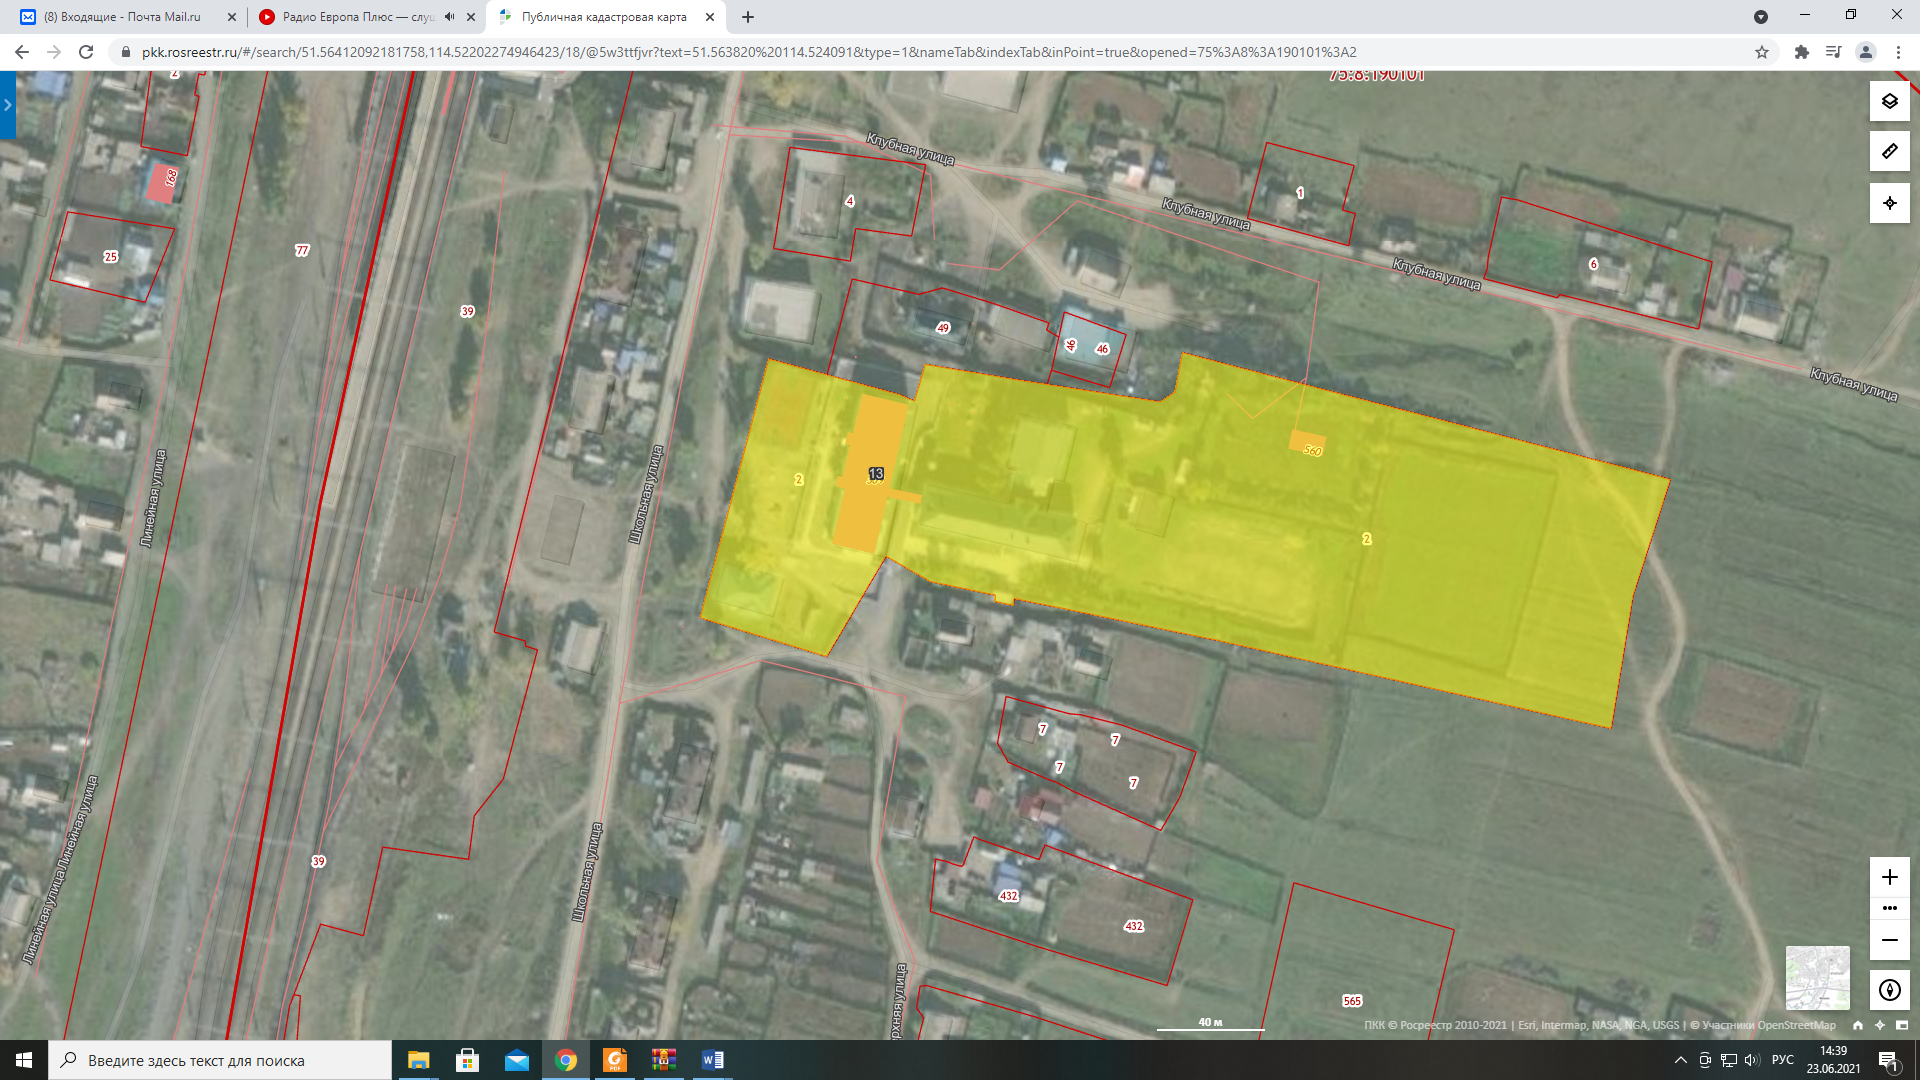 (8) Входящие - Почта Mail.ru
Радио Европа Плюс — слу
Публичная кадастровая карта
pkk.rosreestr.ru/#/search/51.56412092181758,114.52202274946423/18/@5w3ttfjvr?text=51.563820%20114.524091&type=1&nameTab&indexTab&inPoint=true&opened=75%3A8%3A190101%3A2
75:8:190101
2
Клубная улица
168
4
1
Клубная улица
25
77
6
Клубная улица
39
49
46
46
Клубная улица
560
13
2
2
Линейная улица
Школьная улица
7
7
7
7
Линейная улица
Линейная улица
Школьная улица
39
432
432
565
40 м
ПКК © Росреестр 2010-2021 | Esri, Intermap, NASA, NGA, USGS | © Участники OpenStreetMap
Введите здесь текст для поиска
РУС
14:39
23.06.2021
1